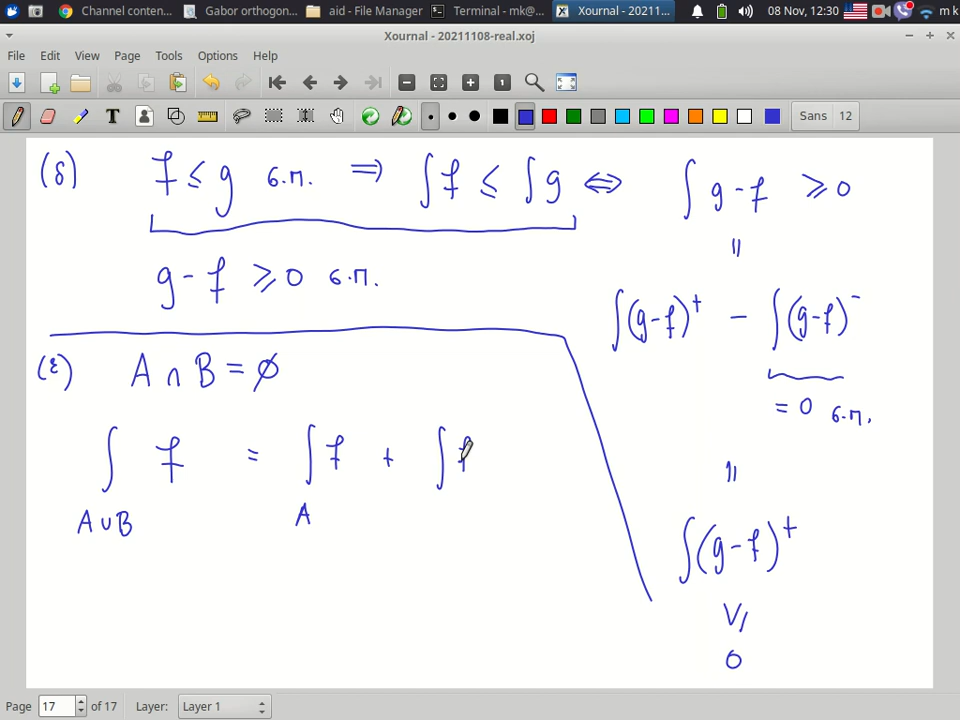 Channel conten...
Gabor orthogon...
aid - File Manager
Terminal - mk@...
Xournal - 20211...
08 Nov, 12:30
m k
Xournal - 20211108-real.xoj
File Edit View Page Tools Options Help
Sans 12
(δ) f ≤ g σ.π. ⇒ ∫f ≤ ∫g ⇔ ∫ g-f ≥ 0
=
g-f ≥ 0 σ.π.
∫(g-f)⁺ - ∫(g-f)⁻
= 0 σ.π.
(ε) A ∩ B = ∅
∫ f = ∫ f + ∫ f
A∪B A
=
∫(g-f)⁺
∨/
0
Page 17 of 17 Layer: Layer 1